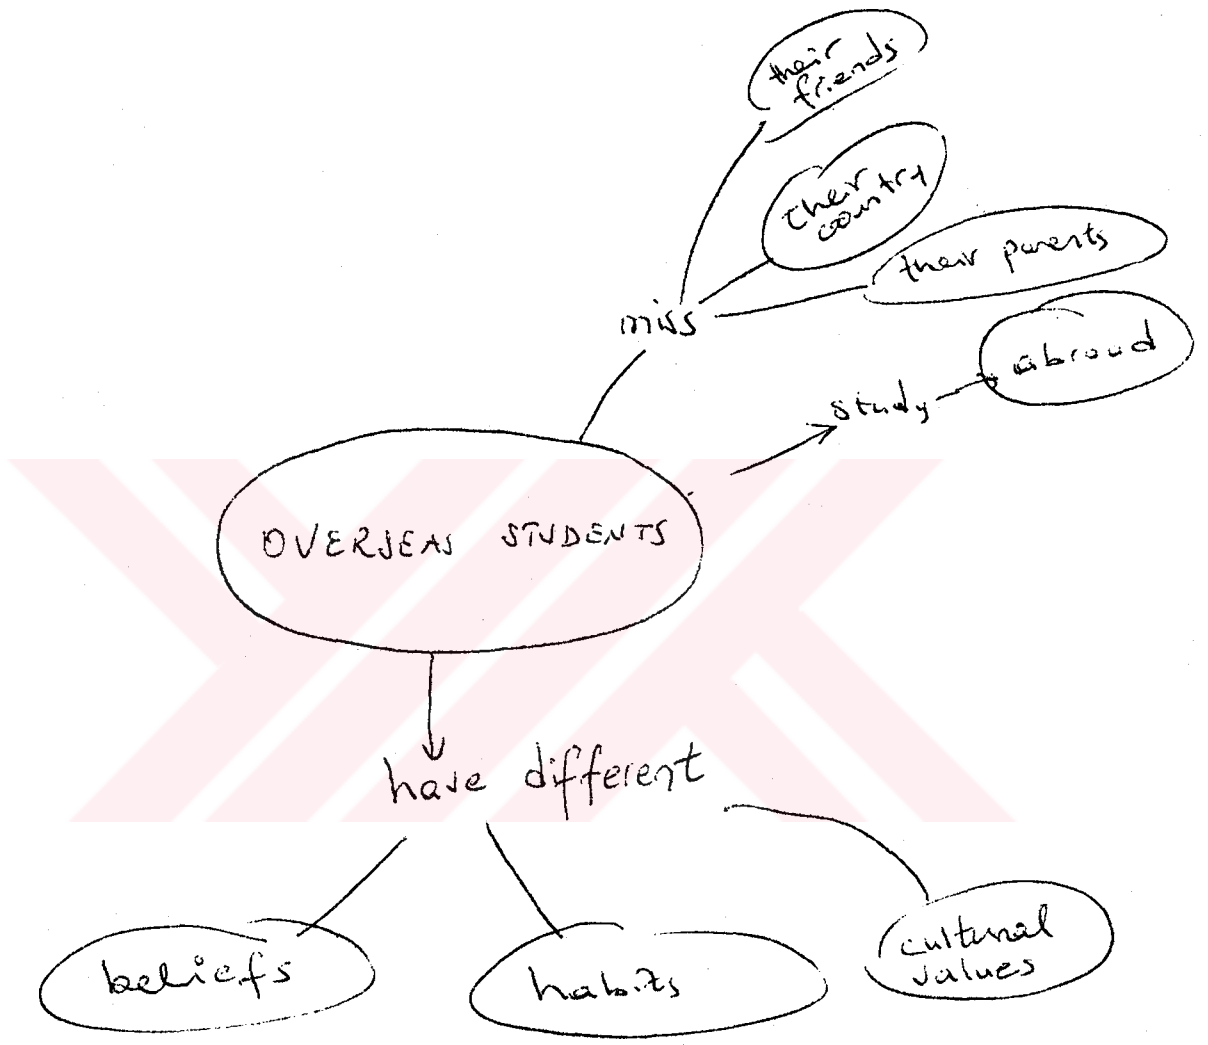 their
friends
their
country
their parents
miss
abroad
study
OVERSEAS STUDENTS
have different
beliefs
habits
cultural
values